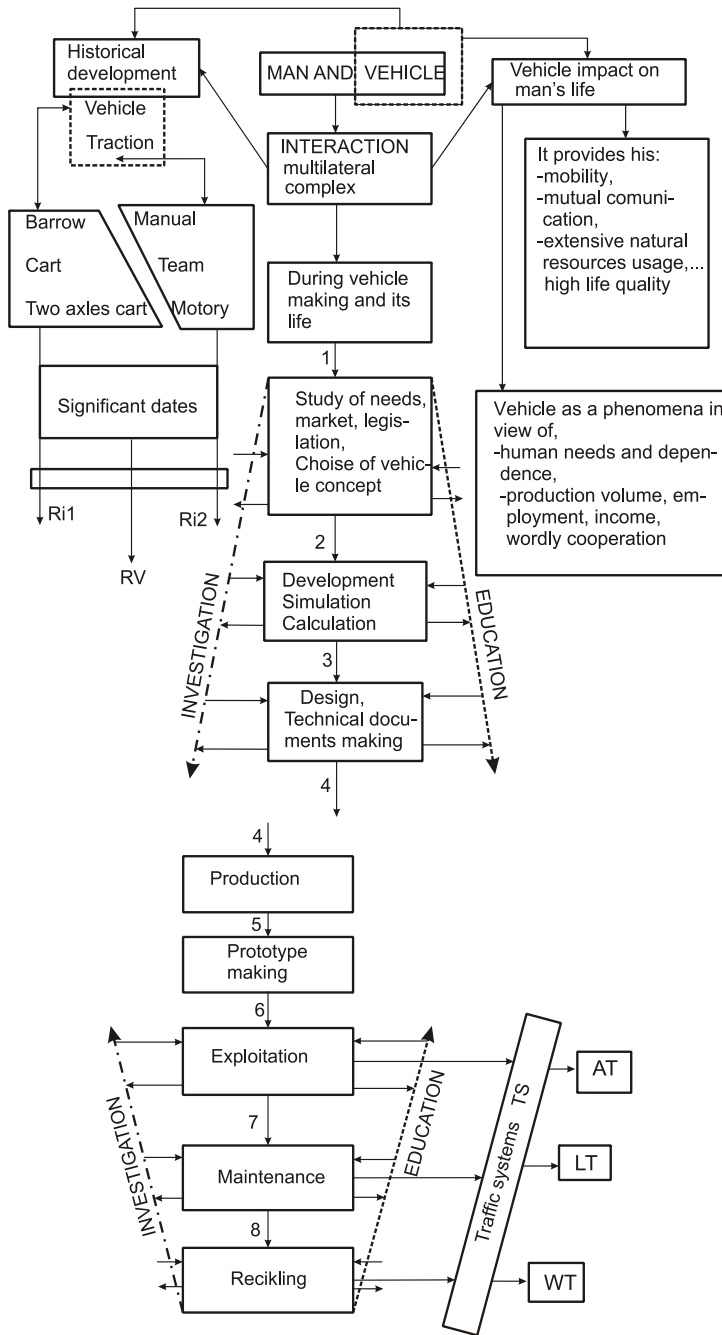 Historical
development
MAN AND VEHICLE
Vehicle impact on
man's life
Vehicle
Traction
INTERACTION
multilateral
complex
It provides his:
-mobility,
-mutual comuni-
cation,
-extensive natural
resources usage,...
high life quality
Barrow
Cart
Two axles cart
Manual
Team
Motory
During vehicle
making and its
life
1
Significant dates
Study of needs,
market, legis-
lation,
Choise of vehic-
le concept
Vehicle as a phenomena in
view of,
-human needs and depen-
dence,
-production volume, em-
ployment, income,
wordly cooperation
Ri1
Ri2
RV
2
INVESTIGATION
Development
Simulation
Calculation
EDUCATION
3
Design,
Technical docu-
ments making
4
4
Production
5
Prototype
making
6
Exploitation
7
INVESTIGATION
EDUCATION
Maintenance
8
Recikling
Traffic systems TS
AT
LT
WT